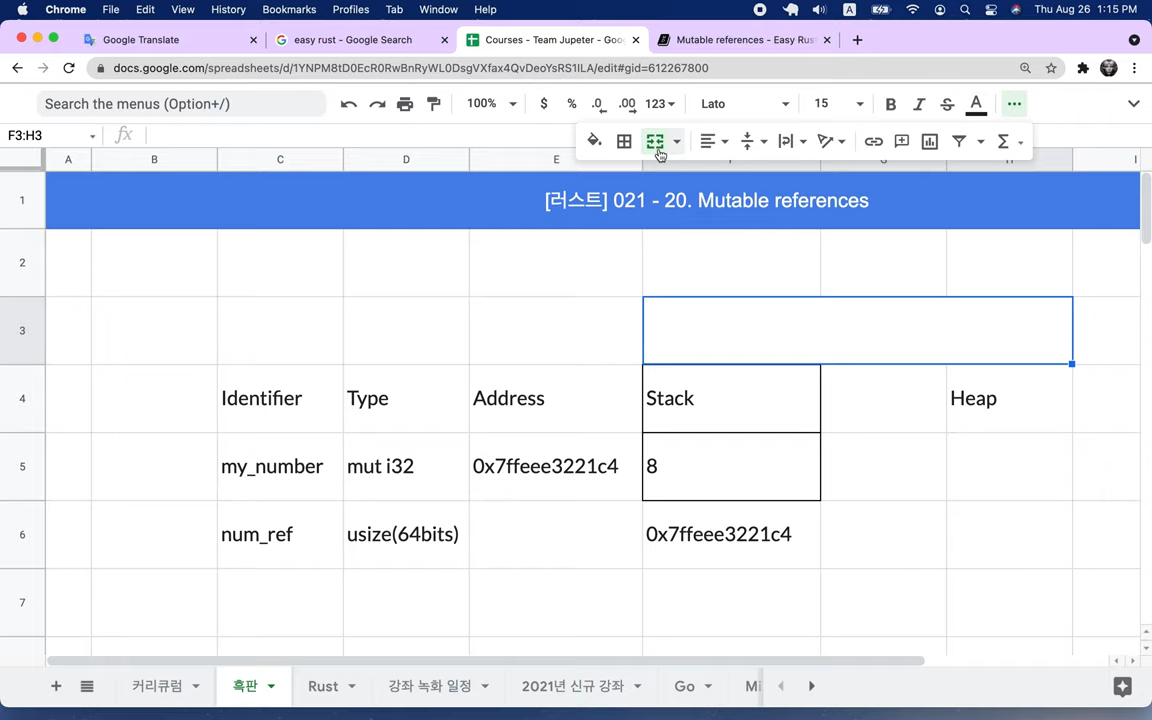 Chrome File Edit View History Bookmarks Profiles Tab Window Help A Thu Aug 26 1:15 PM
Google Translate easy rust - Google Search Courses - Team Jupeter - Goo Mutable references - Easy Rus
docs.google.com/spreadsheets/d/1YNPM8tD0EcR0RwBnRyWL0DsgVXfax4QvDeoYsRS1ILA/edit#gid=612267800
Search the menus (Option+/) 100% $ % .0 .00 123 Lato 15 B I S A
F3:H3 fx
A B C D E H I
1 [러스트] 021 - 20. Mutable references
2
3
4 Identifier Type Address Stack Heap
5 my_number mut i32 0x7ffeee3221c4 8
6 num_ref usize(64bits) 0x7ffeee3221c4
7
커리큐럼 흑판 Rust 강좌 녹화 일정 2021년 신규 강좌 Go